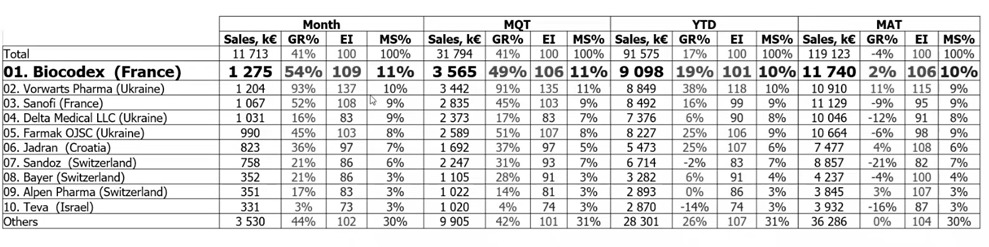 Month MQT YTD MAT
Sales, k€ GR% EI MS% Sales, k€ GR% EI MS% Sales, k€ GR% EI MS% Sales, k€ GR% EI MS%
Total 11 713 41% 100 100% 31 794 41% 100 100% 91 575 17% 100 100% 119 123 -4% 100 100%
01. Biocodex (France) 1 275 54% 109 11% 3 565 49% 106 11% 9 098 19% 101 10% 11 740 2% 106 10%
02. Vorwarts Pharma (Ukraine) 1 204 93% 137 10% 3 442 91% 135 11% 8 849 38% 118 10% 10 910 11% 115 9%
03. Sanofi (France) 1 067 52% 108 9% 2 835 45% 103 9% 8 492 16% 99 9% 11 129 -9% 95 9%
04. Delta Medical LLC (Ukraine) 1 031 16% 83 9% 2 373 17% 83 7% 7 376 6% 90 8% 10 046 -12% 91 8%
05. Farmak OJSC (Ukraine) 990 45% 103 8% 2 589 51% 107 8% 8 227 25% 106 9% 10 664 -6% 98 9%
06. Jadran (Croatia) 823 36% 97 7% 1 692 37% 97 5% 5 473 25% 107 6% 7 477 4% 108 6%
07. Sandoz (Switzerland) 758 21% 86 6% 2 247 31% 93 7% 6 714 -2% 83 7% 8 857 -21% 82 7%
08. Bayer (Switzerland) 352 21% 86 3% 1 105 28% 91 3% 3 282 6% 91 4% 4 237 -4% 100 4%
09. Alpen Pharma (Switzerland) 351 17% 83 3% 1 022 14% 81 3% 2 893 0% 86 3% 3 845 3% 107 3%
10. Teva (Israel) 331 3% 73 3% 1 020 4% 74 3% 2 870 -14% 74 3% 3 932 -16% 87 3%
Others 3 530 44% 102 30% 9 905 42% 101 31% 28 301 26% 107 31% 36 286 0% 104 30%